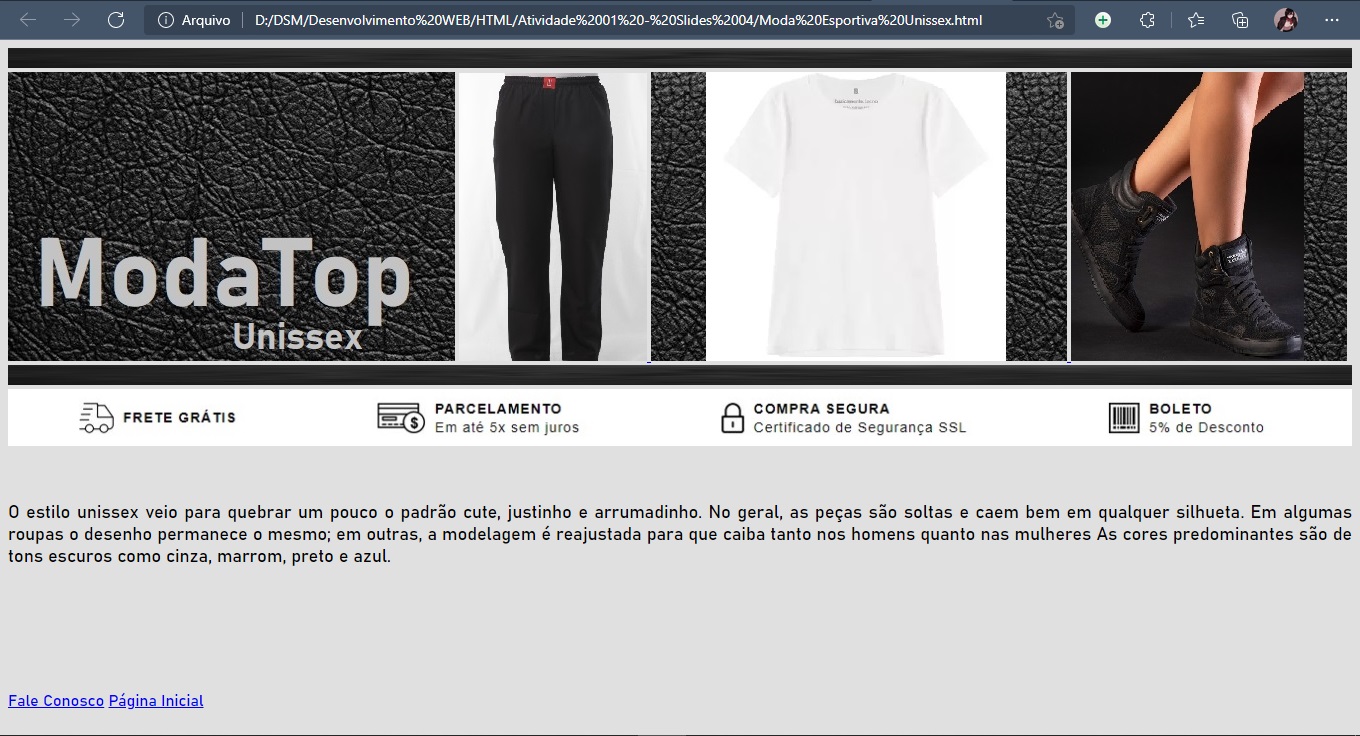 Arquivo D:/DSM/Desenvolvimento%20WEB/HTML/Atividade%2001%20-%20Slides%2004/Moda%20Esportiva%20Unissex.html
ModaTop
Unissex
FRETE GRÁTIS
PARCELAMENTO
Em até 5x sem juros
COMPRA SEGURA
Certificado de Segurança SSL
BOLETO
5% de Desconto
O estilo unissex veio para quebrar um pouco o padrão cute, justinho e arrumadinho. No geral, as peças são soltas e caem bem em qualquer silhueta. Em algumas
roupas o desenho permanece o mesmo; em outras, a modelagem é reajustada para que caiba tanto nos homens quanto nas mulheres As cores predominantes são de
tons escuros como cinza, marrom, preto e azul.
Fale Conosco Página Inicial